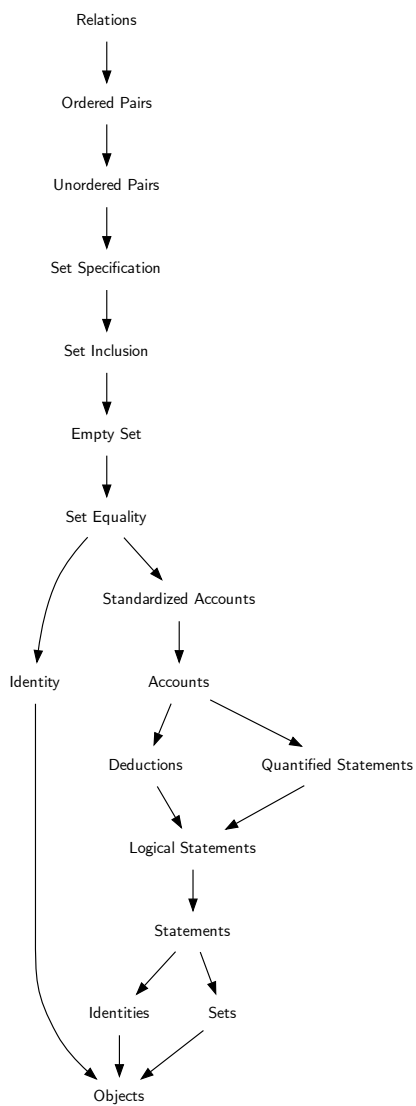 Relations
Ordered Pairs
Unordered Pairs
Set Specification
Set Inclusion
Empty Set
Set Equality
Standardized Accounts
Identity
Accounts
Deductions
Quantified Statements
Logical Statements
Statements
Identities
Sets
Objects